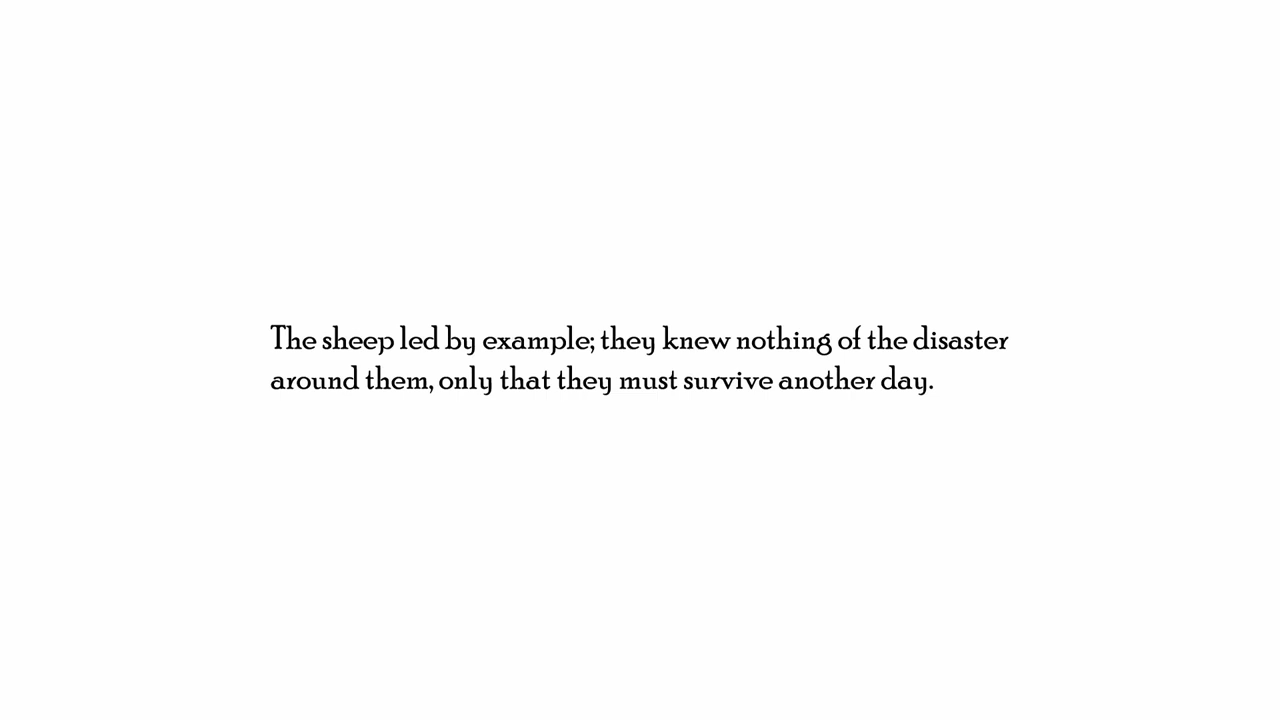 The sheep led by example; they knew nothing of the disaster
around them, only that they must survive another day.